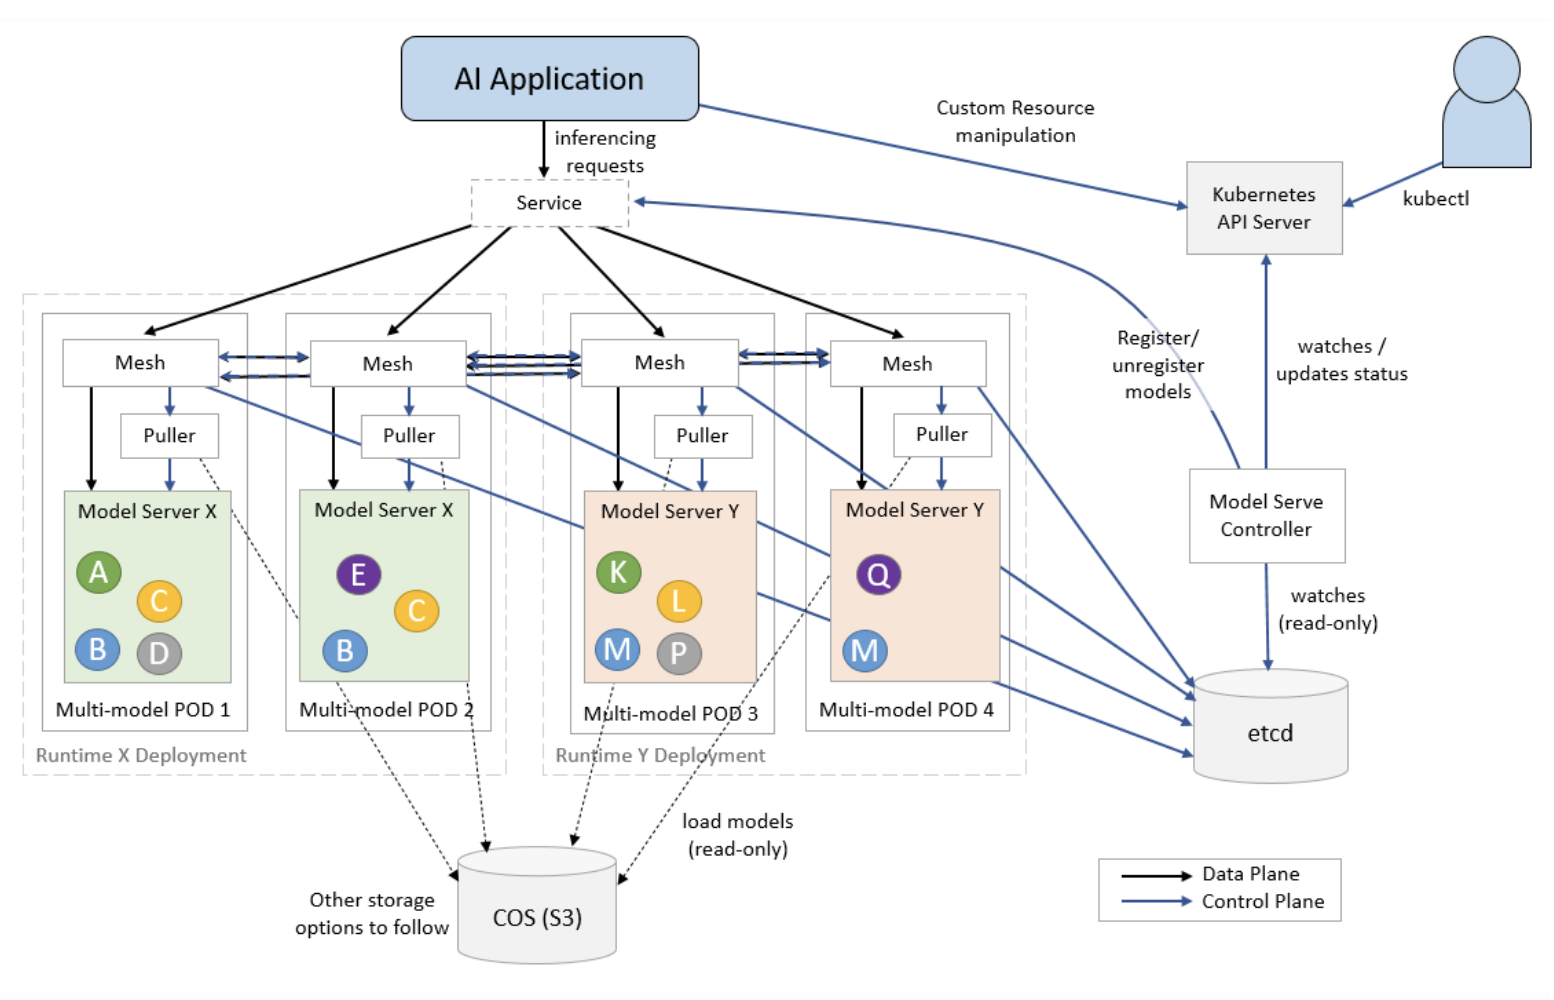 AI Application
Custom Resource
manipulation
inferencing
requests
Service
Kubernetes
API Server
kubectl
Register/
unregister
models
watches /
updates status
Mesh
Mesh
Mesh
Mesh
Puller
Puller
Puller
Puller
Model Server X
Model Server X
Model Server Y
Model Server Y
Model Serve
Controller
A
C
B
D
E
C
B
K
L
M
P
Q
M
watches
(read-only)
Multi-model POD 1
Multi-model POD 2
Multi-model POD 3
Multi-model POD 4
etcd
Runtime X Deployment
Runtime Y Deployment
load models
(read-only)
Other storage
options to follow
COS (S3)
Data Plane
Control Plane